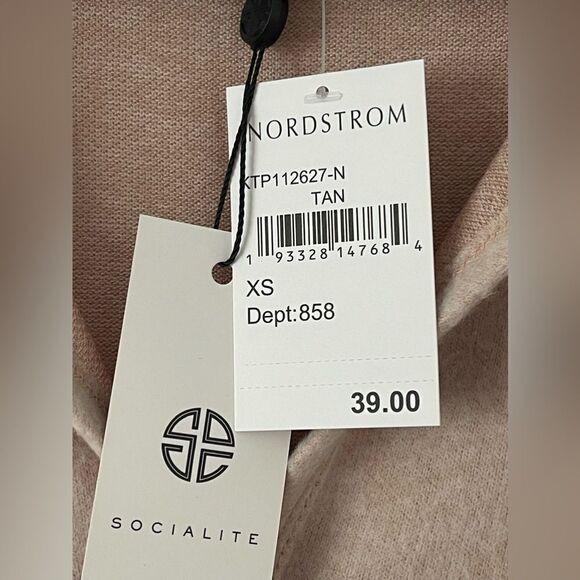 NORDSTROM
KTP112627-N
TAN
1 93328 14768 4
XS
Dept:858
39.00
SOCIALITE